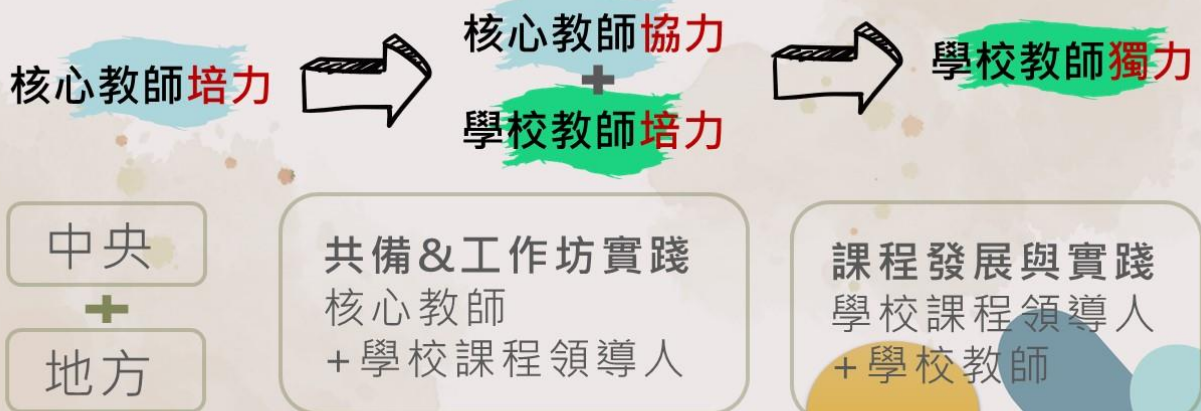 核心教師培力
核心教師協力
+
學校教師培力
學校教師獨力
中央
+
地方
共備&工作坊實踐
核心教師
+學校課程領導人
課程發展與實踐
學校課程領導人
+學校教師